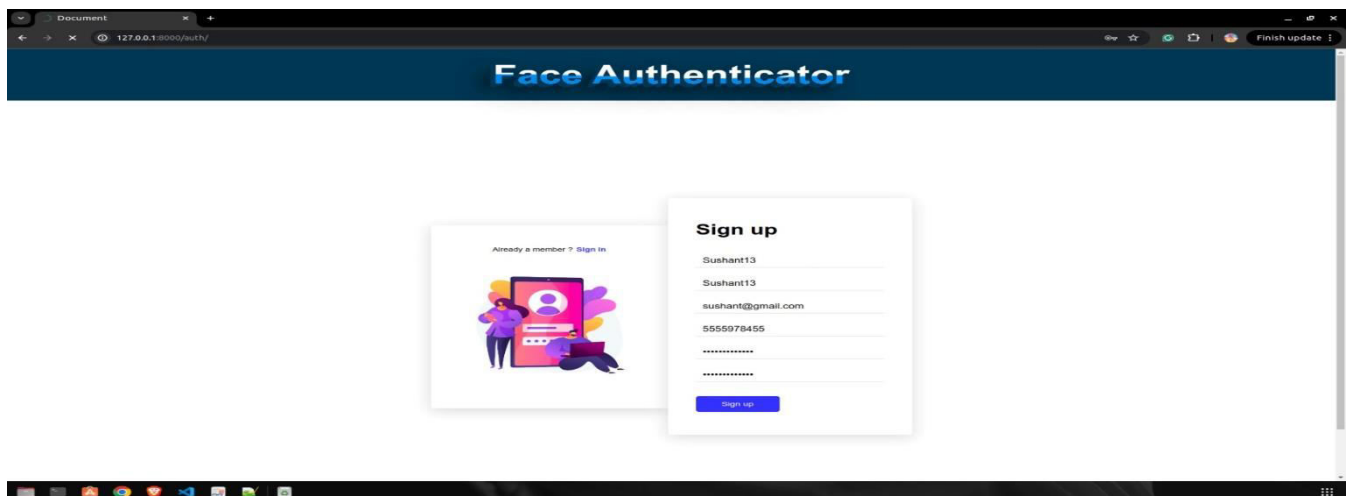 Document
127.0.0.1:8000/auth/
Finish update
Face Authenticator
Already a member ? Sign in
Sign up
Sushant13
Sushant13
sushant@gmail.com
5555978455
•••••••••••••
•••••••••••••
Sign up